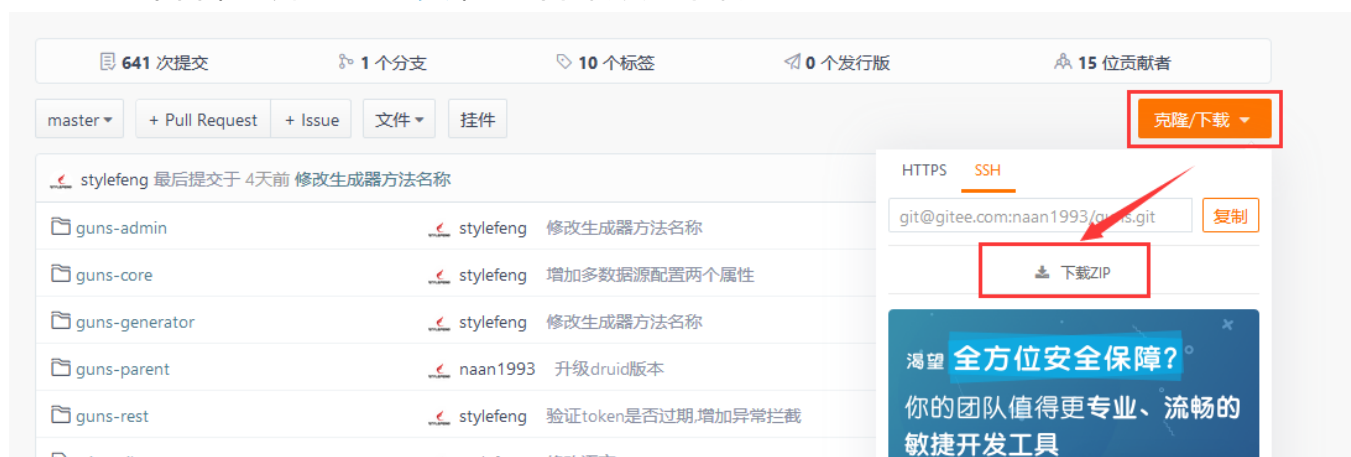 641 次提交 1 个分支 10 个标签 0 个发行版 15 位贡献者
master + Pull Request + Issue 文件 挂件 克隆/下载
stylefeng 最后提交于 4天前 修改生成器方法名称
HTTPS SSH
git@gitee.com:naan1993/guns.git 复制
下载ZIP
guns-admin stylefeng 修改生成器方法名称
guns-core stylefeng 增加多数据源配置两个属性
guns-generator stylefeng 修改生成器方法名称
guns-parent naan1993 升级druid版本
guns-rest stylefeng 验证token是否过期,增加异常拦截
渴望 全方位安全保障?
你的团队值得更专业、流畅的
敏捷开发工具